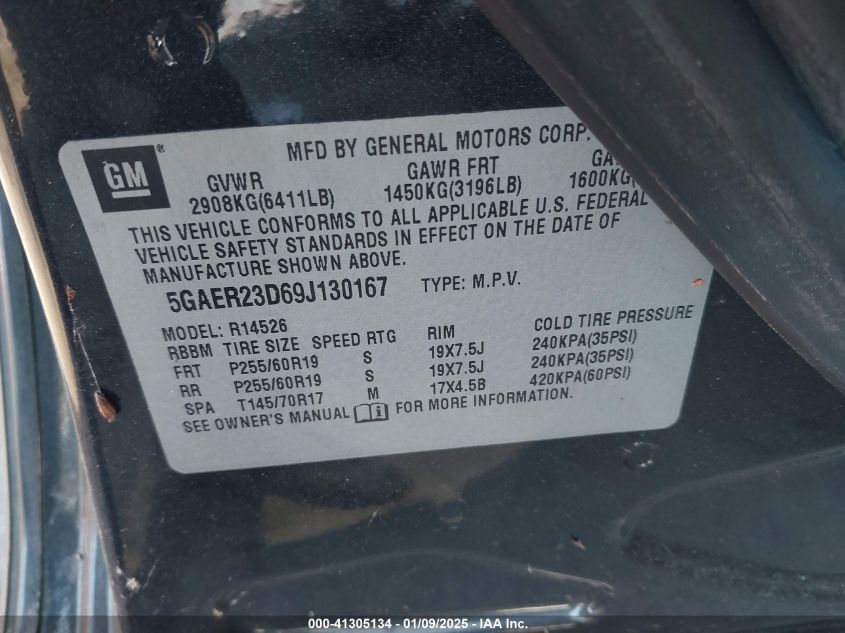 GM
MFD BY GENERAL MOTORS CORP.
GVWR GAWR FRT
2908KG(6411LB) 1450KG(3196LB) 1600KG(
THIS VEHICLE CONFORMS TO ALL APPLICABLE U.S. FEDERAL
VEHICLE SAFETY STANDARDS IN EFFECT ON THE DATE OF
MANUFACTURE SHOWN ABOVE.
5GAER23D69J130167 TYPE: M.P.V.
MODEL: R14526
RBBM TIRE SIZE SPEED RTG RIM COLD TIRE PRESSURE
FRT P255/60R19 S 19X7.5J 240KPA(35PSI)
RR P255/60R19 S 19X7.5J 240KPA(35PSI)
SPA T145/70R17 M 17X4.5B 420KPA(60PSI)
SEE OWNER'S MANUAL FOR MORE INFORMATION.
000-41305134 - 01/09/2025 - IAA Inc.